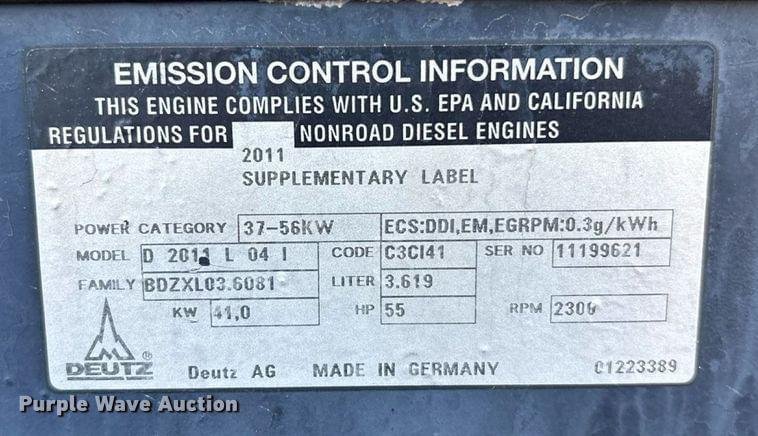 EMISSION CONTROL INFORMATION
THIS ENGINE COMPLIES WITH U.S. EPA AND CALIFORNIA
REGULATIONS FOR NONROAD DIESEL ENGINES
2011
SUPPLEMENTARY LABEL
POWER CATEGORY 37-56KW ECS:DDI,EM,EGRPM:0.3g/kWh
MODEL D 2011 L 04 I CODE C3CI41 SER NO 11199621
FAMILY BDZXL03.6081 LITER 3.619
KW 41,0 HP 55 RPM 2300
DEUTZ ® Deutz AG MADE IN GERMANY 01223389
Purple Wave Auction